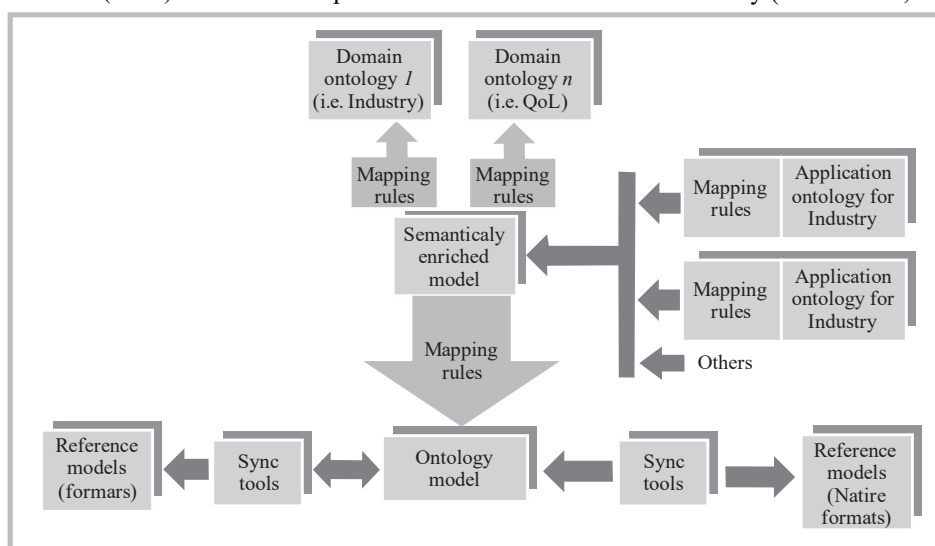 Domain
ontology 1
(i.e. Industry)
Domain
ontology n
(i.e. QoL)
Mapping
rules
Mapping
rules
Mapping
rules
Application
ontology for
Industry
Semanticaly
enriched
model
Mapping
rules
Application
ontology for
Industry
Mapping
rules
Others
Reference
models
(formars)
Sync
tools
Ontology
model
Sync
tools
Reference
models
(Natire
formats)